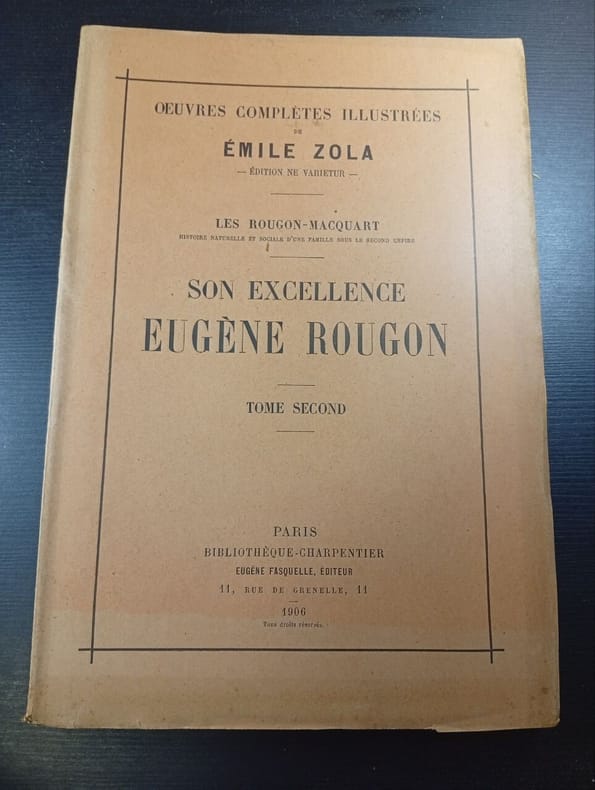 OEUVRES COMPLÈTES ILLUSTRÉES
DE
ÉMILE ZOLA
— ÉDITION NE VARIETUR —
LES ROUGON-MACQUART
HISTOIRE NATURELLE ET SOCIALE D'UNE FAMILLE SOUS LE SECOND EMPIRE
SON EXCELLENCE
EUGÈNE ROUGON
TOME SECOND
PARIS
BIBLIOTHÈQUE-CHARPENTIER
EUGÈNE FASQUELLE, ÉDITEUR
11, RUE DE GRENELLE, 11
1906
Tous droits réservés.